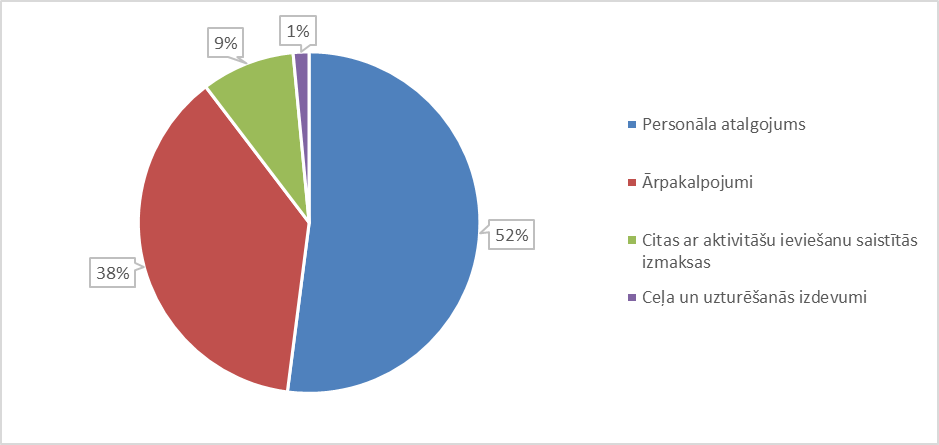 1%
9%
52%
38%
Personāla atalgojums
Ārpakalpojumi
Citas ar aktivitāšu ieviešanu saistītās
izmaksas
Ceļa un uzturēšanās izdevumi